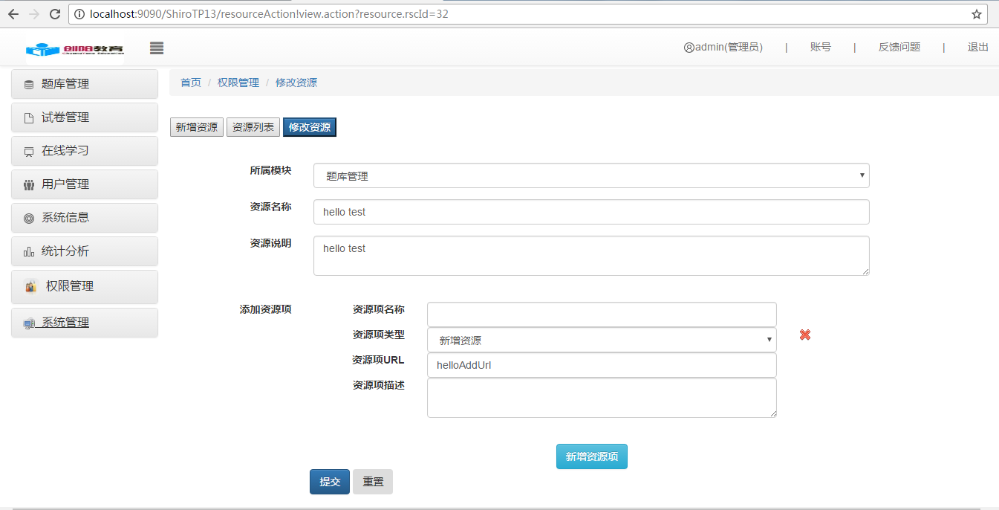 localhost:9090/ShiroTP13/resourceAction!view.action?resource.rscId=32
创阳教育
ChuangYang Education
admin(管理员) | 账号 | 反馈问题 | 退出
题库管理
试卷管理
在线学习
用户管理
系统信息
统计分析
权限管理
系统管理
首页 / 权限管理 / 修改资源
新增资源 资源列表 修改资源
所属模块 题库管理
资源名称 hello test
资源说明 hello test
添加资源项 资源项名称
资源项类型 新增资源
资源项URL helloAddUrl
资源项描述
新增资源项
提交 重置